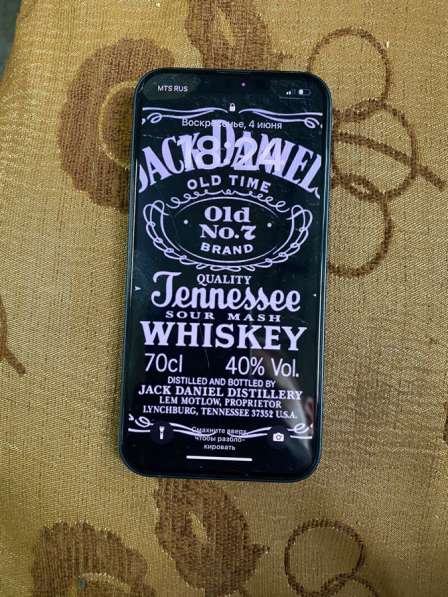 MTS RUS
Воскресенье, 4 июня
18:24
JACK DANIEL
OLD TIME
Old
No.7
BRAND
QUALITY
Tennessee
SOUR MASH
WHISKEY
70cl 40% Vol.
DISTILLED AND BOTTLED BY
JACK DANIEL DISTILLERY
LEM MOTLOW, PROPRIETOR
LYNCHBURG, TENNESSEE 37352 U.S.A.
Смахните вверх,
чтобы разбло-
кировать